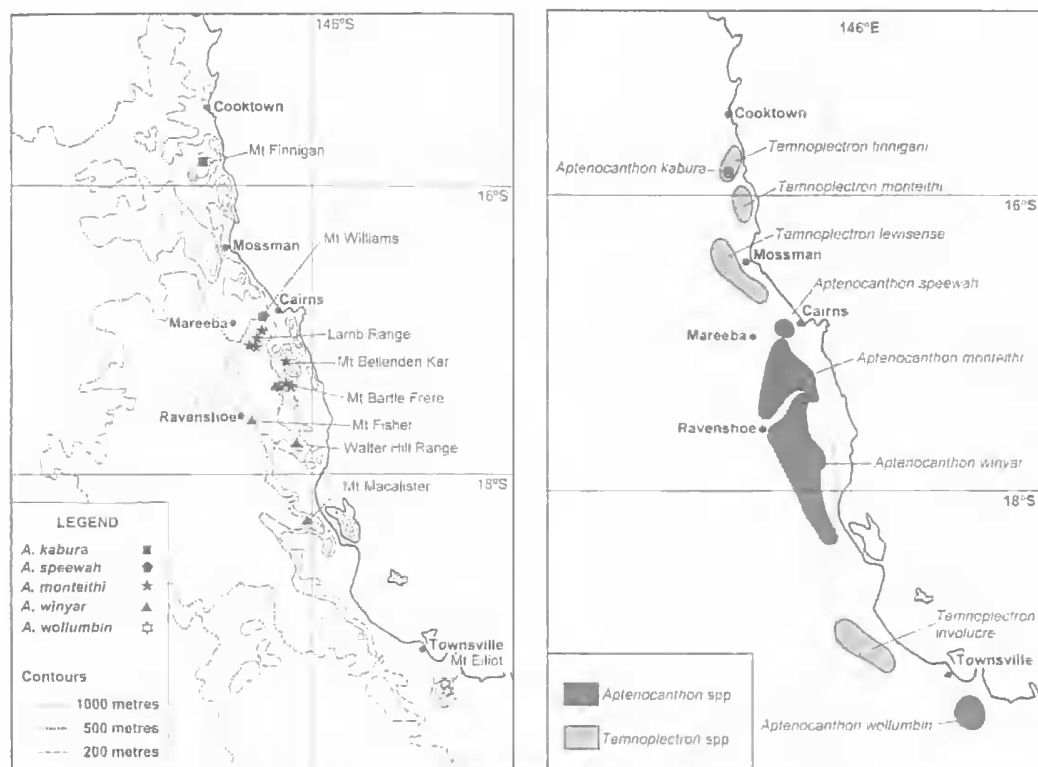 146°S
Cooktown
Mt Finnigan
16°S
Mt Williams
Mossman
Cairns
Mareeba
Lamb Range
Mt Bellenden Kar
Mt Bartle Frere
Ravenshoe
Mt Fisher
Walter Hill Range
18°S
Mt Macalister
LEGEND
A. kabura
A. speewah
A. monteithi
A. winyar
A. wollumbin
Townsville
Mt Elliot
Contours
1000 metres
500 metres
200 metres
146°E
Cooktown
Temnoplectron finnigani
Aptenocanthon kabura
16°S
Temnoplectron monteithi
Temnoplectron lewisense
Mossman
Aptenocanthon speewah
Cairns
Mareeba
Aptenocanthon monteithi
Ravenshoe
Aptenocanthon winyar
18°S
Temnoplectron
involucre
Townsville
Aptenocanthon spp
Temnoplectron spp
Aptenocanthon wollumbin